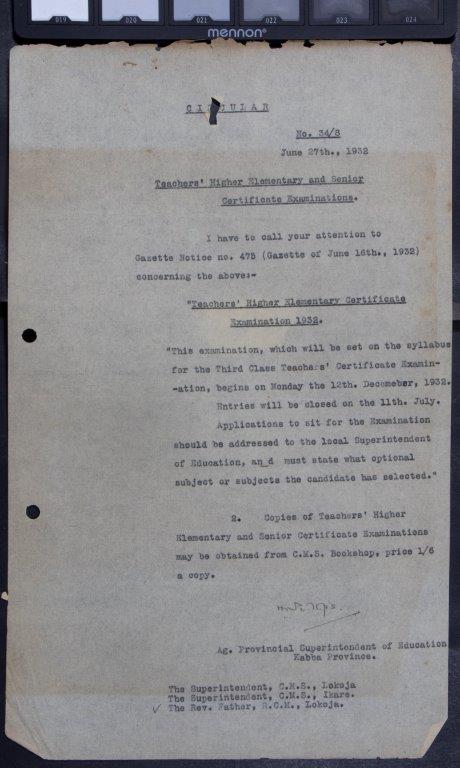 019 020 021 022 023 024
mennon
CIRCULAR
No. 34/S
June 27th., 1932
Teachers' Higher Elementary and Senior
Certificate Examinations.
I have to call your attention to
Gazette Notice no. 475 (Gazette of June 16th., 1932)
concerning the above:-
"Teachers' Higher Elementary Certificate
Examination 1932.
"This examination, which will be set on the syllabus
for the Third Class Teachers' Certificate Examin-
-ation, begins on Monday the 12th. Decemeber, 1932.
Entries will be closed on the 11th. July.
Applications to sit for the Examination
should be addressed to the local Superintendent
of Education, an d must state what optional
subject or subjects the candidate has selected."
2. Copies of Teachers' Higher
Elementary and Senior Certificate Examinations
may be obtained from C.M.S. Bookshop, price 1/6
a copy.
Ag. Provincial Superintendent of Education
Kabba Province.
The Superintendent, C.M.S., Lokoja
The Superintendent, C.M.S., Ikare.
✓ The Rev. Father, R.C.M., Lokoja.